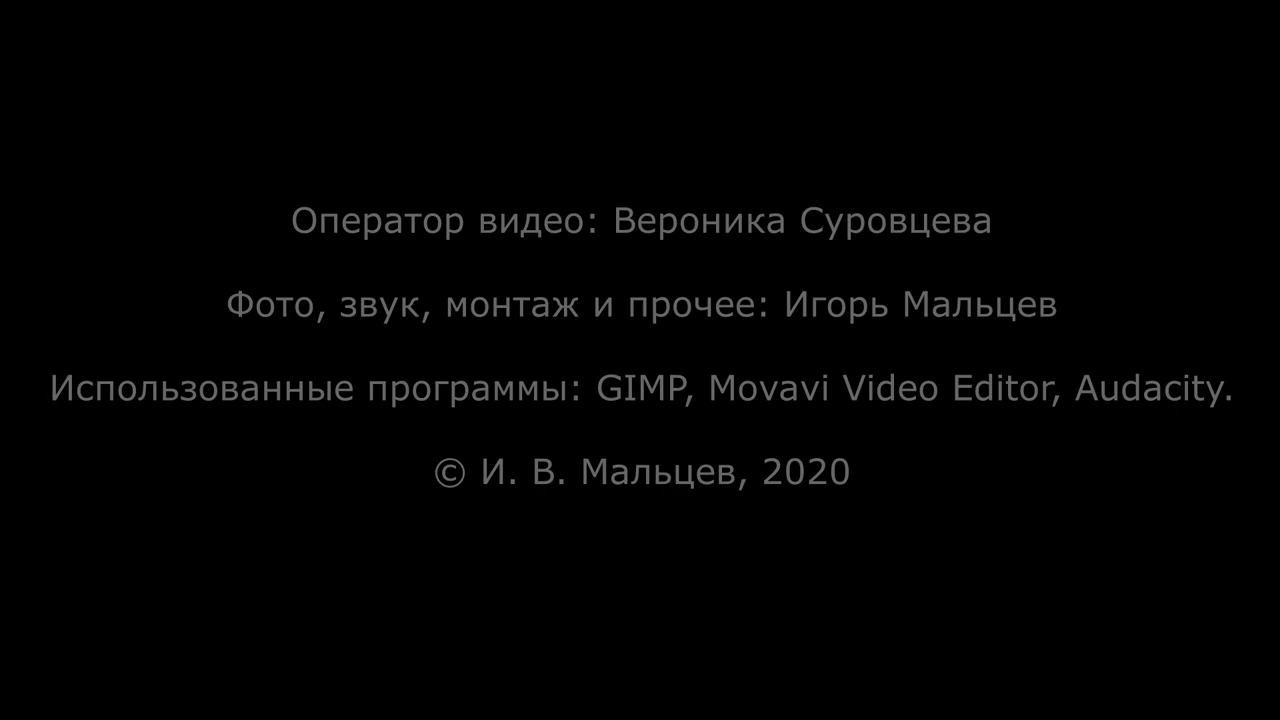 Оператор видео: Вероника Суровцева
Фото, звук, монтаж и прочее: Игорь Мальцев
Использованные программы: GIMP, Movavi Video Editor, Audacity.
© И. В. Мальцев, 2020